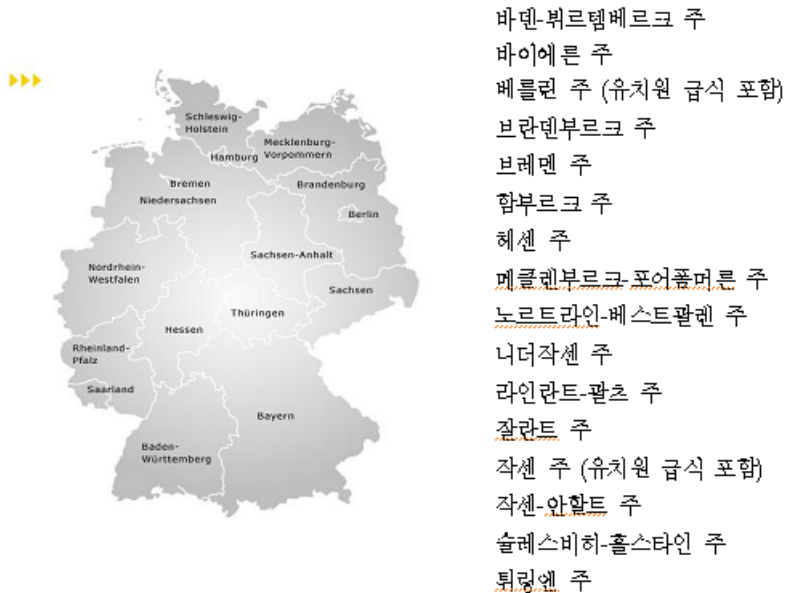 Schleswig-
Holstein
Mecklenburg-
Vorpommern
Hamburg
Bremen
Brandenburg
Niedersachsen
Berlin
Sachsen-Anhalt
Nordrhein-
Westfalen
Sachsen
Thüringen
Hessen
Rheinland-
Pfalz
Saarland
Bayern
Baden-
Württemberg
바덴-뷔르템베르크 주
바이에른 주
베를린 주 (유치원 급식 포함)
브란덴부르크 주
브레멘 주
함부르크 주
헤센 주
메클렌부르크-포어폼머른 주
노르트라인-베스트팔렌 주
니더작센 주
라인란트-팔츠 주
잘란트 주
작센 주 (유치원 급식 포함)
작센-안할트 주
슐레스비히-홀스타인 주
튀링엔 주